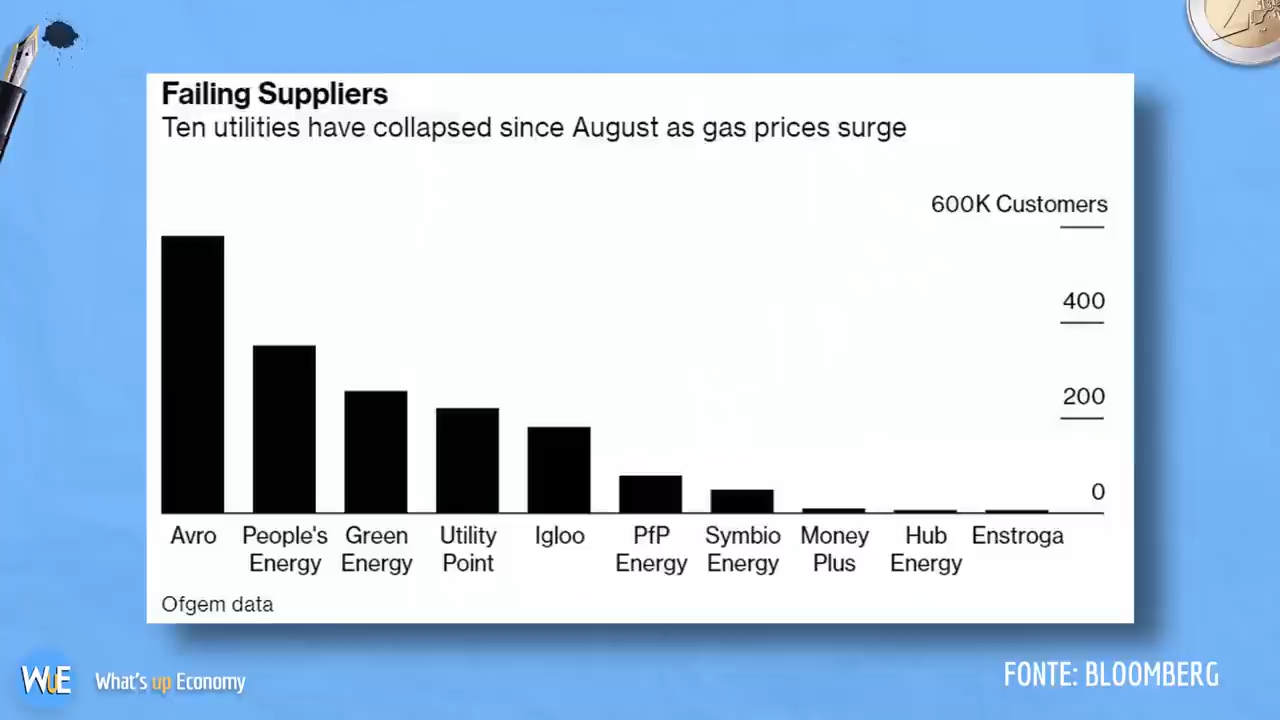 Failing Suppliers
Ten utilities have collapsed since August as gas prices surge
600K Customers
400
200
0
Avro
People's
Energy
Green
Energy
Utility
Point
Igloo
PfP
Energy
Symbio
Energy
Money
Plus
Hub
Energy
Enstroga
Ofgem data
WuE
What's up Economy
FONTE: BLOOMBERG